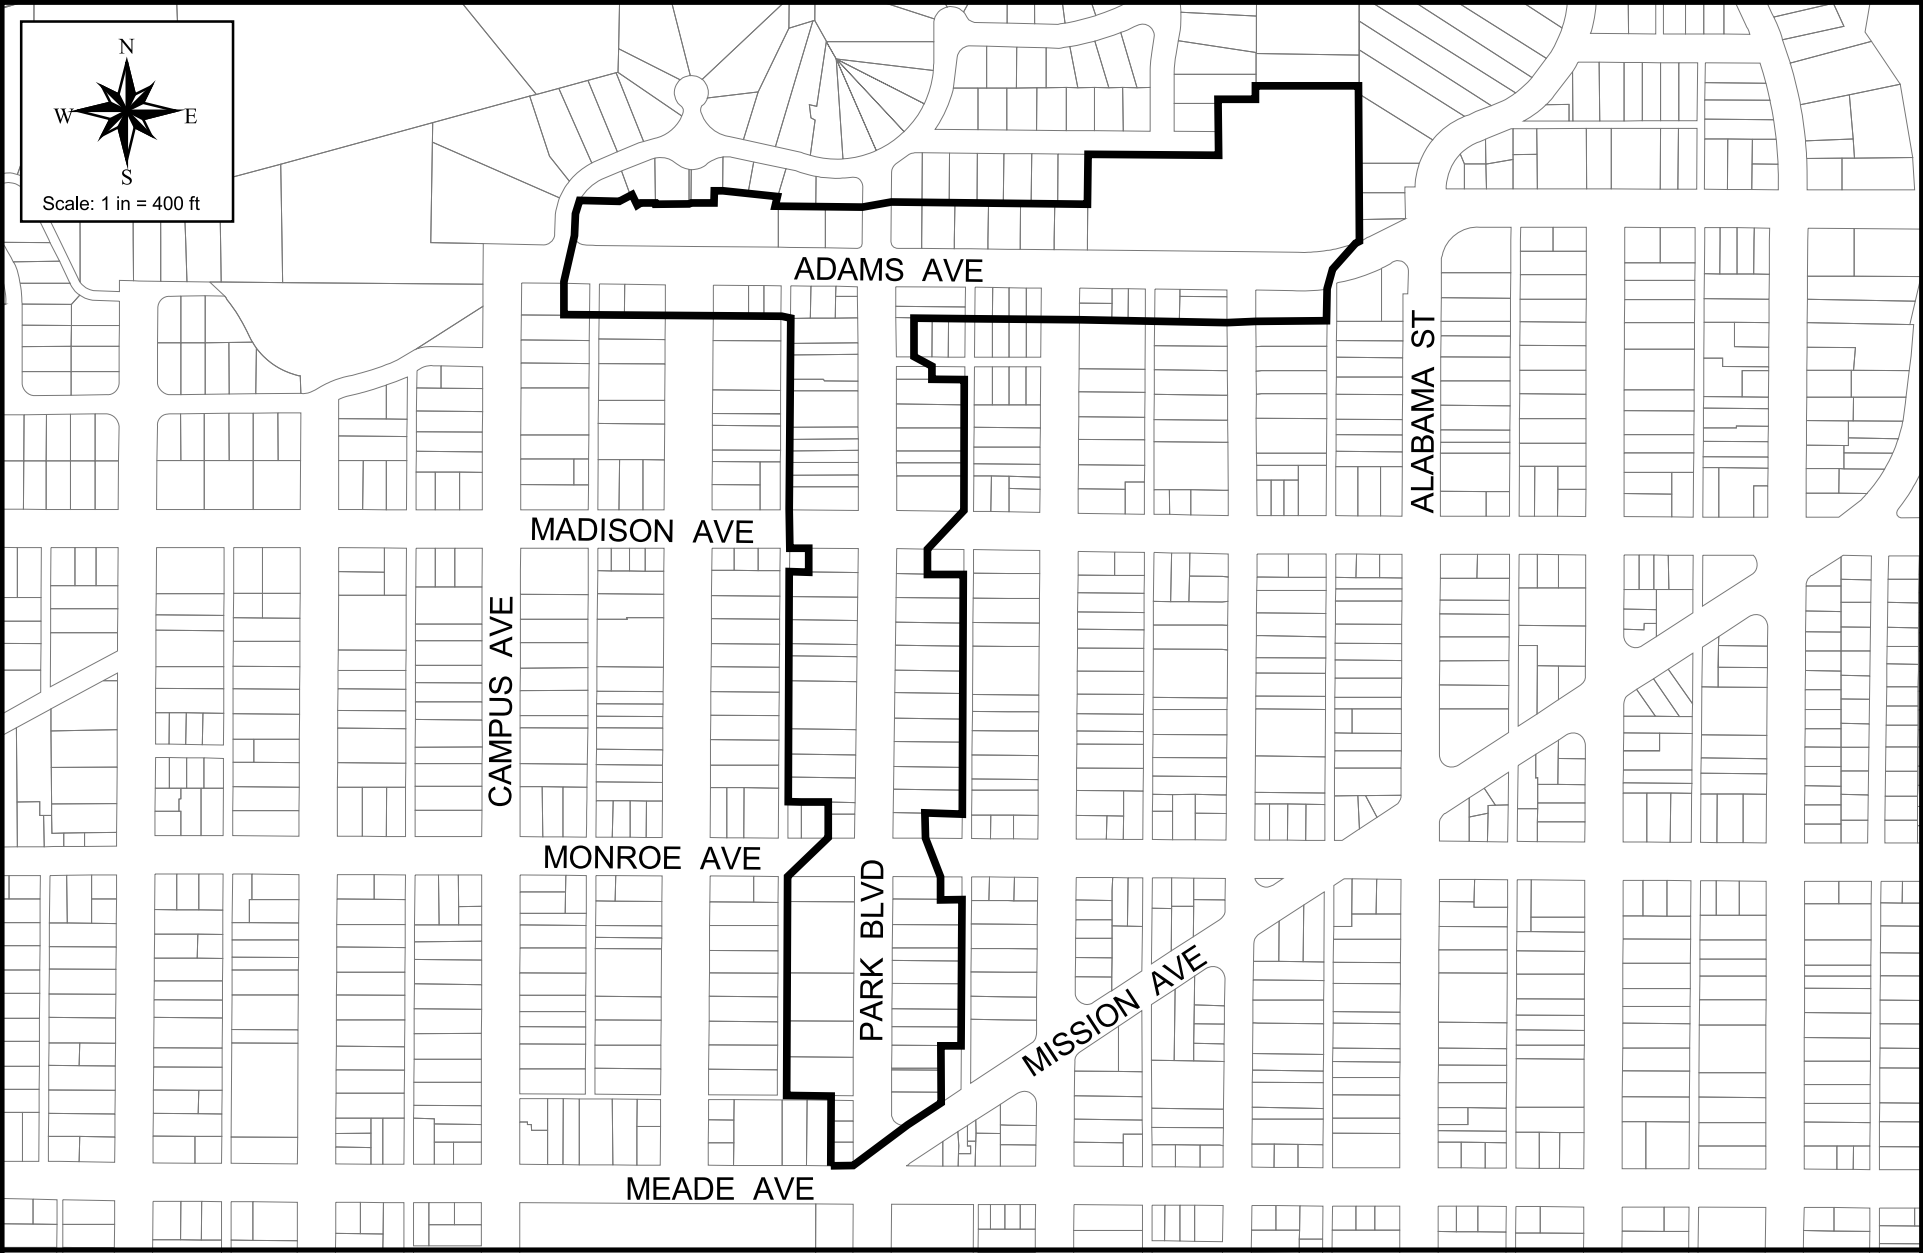 N
W E
S
Scale: 1 in = 400 ft
ADAMS AVE
ALABAMA ST
MADISON AVE
CAMPUS AVE
MONROE AVE
PARK BLVD
MISSION AVE
MEADE AVE